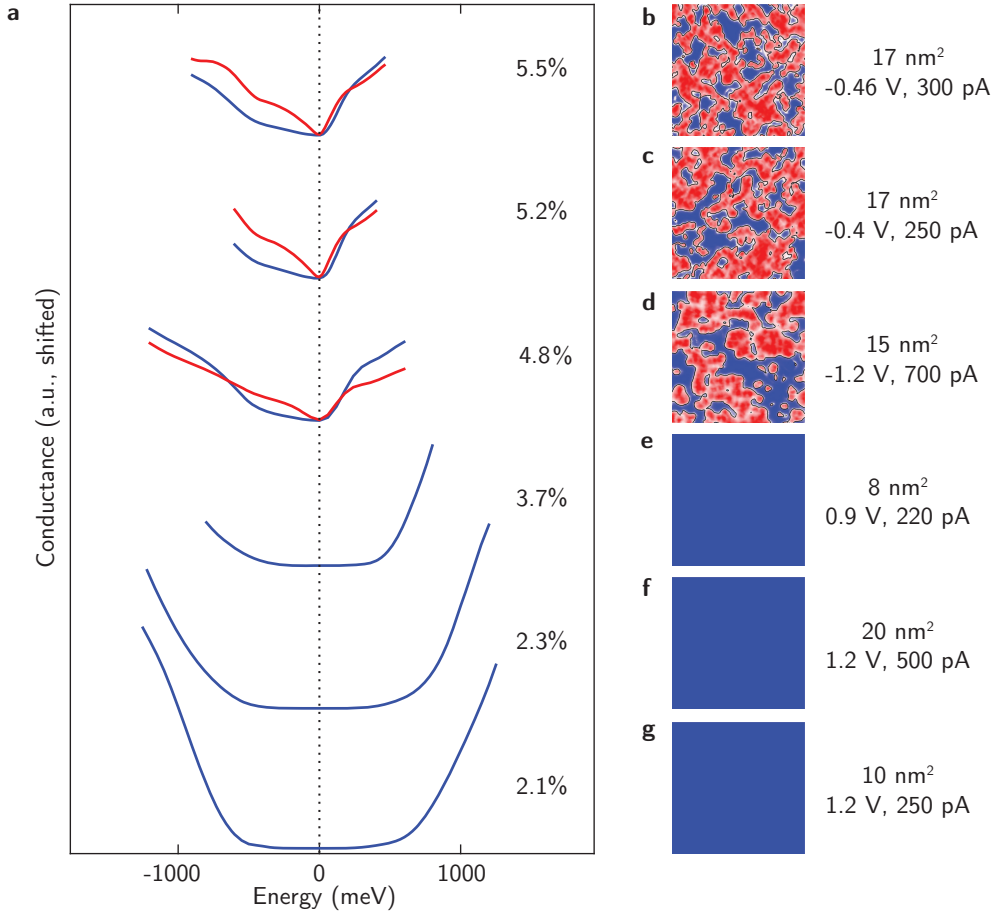 a
5.5%
5.2%
4.8%
3.7%
2.3%
2.1%
Conductance (a.u., shifted)
-1000
0
1000
Energy (meV)
b
17 nm²
-0.46 V, 300 pA
c
17 nm²
-0.4 V, 250 pA
d
15 nm²
-1.2 V, 700 pA
e
8 nm²
0.9 V, 220 pA
f
20 nm²
1.2 V, 500 pA
g
10 nm²
1.2 V, 250 pA